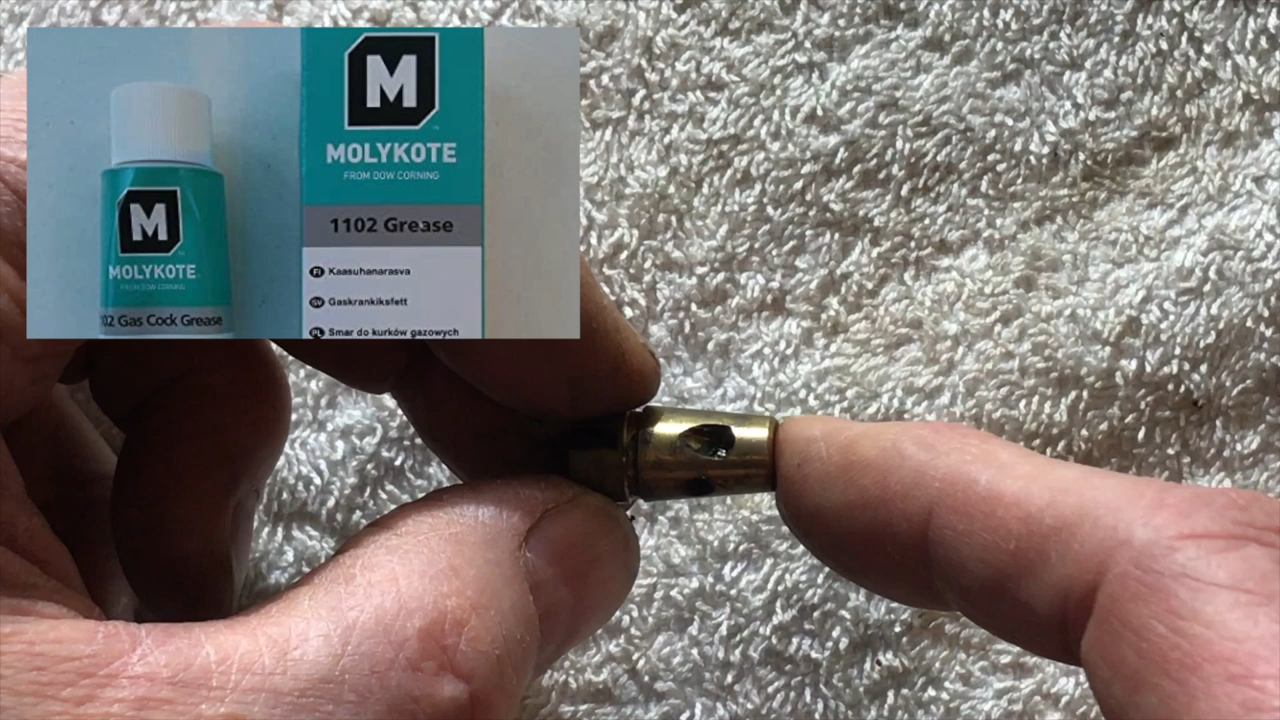 M
MOLYKOTE
FROM DOW CORNING
02 Gas Cock Grease
M
MOLYKOTE
FROM DOW CORNING
1102 Grease
FI Kaasuhanarasva
SV Gaskrankiksfett
PL Smar do kurków gazowych